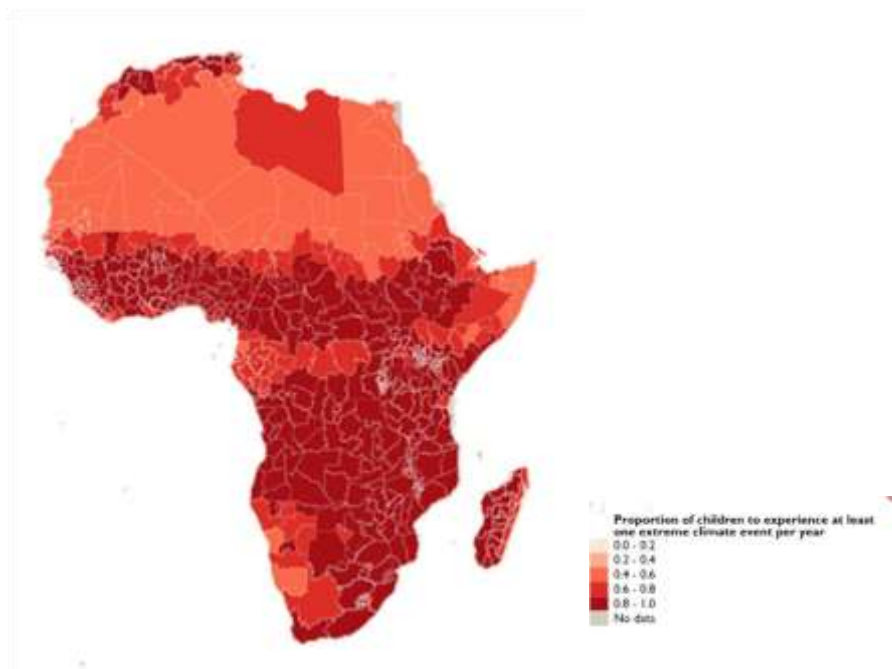 Proportion of children to experience at least
one extreme climate event per year
0.0 - 0.2
0.2 - 0.4
0.4 - 0.6
0.6 - 0.8
0.8 - 1.0
No data